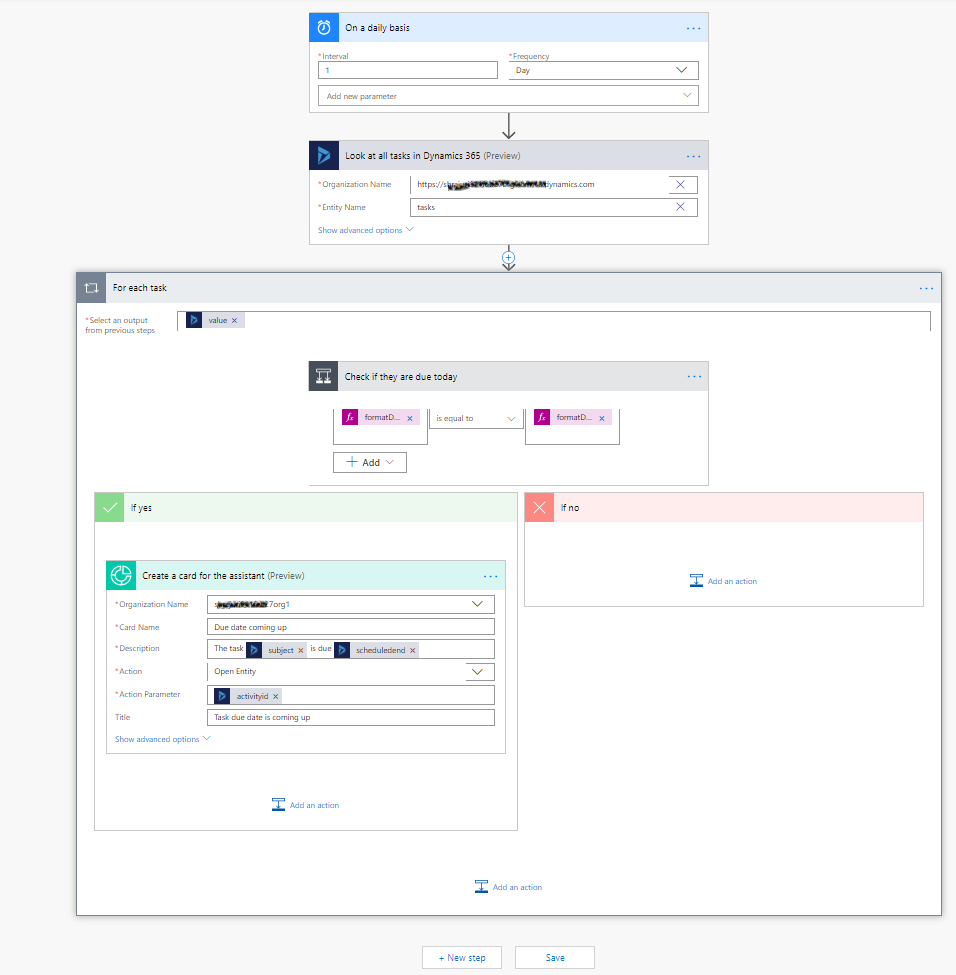 On a daily basis
...
*Interval
*Frequency
1
Day
Add new parameter
Look at all tasks in Dynamics 365 (Preview)
...
*Organization Name
https://
dynamics.com
*Entity Name
tasks
Show advanced options
For each task
...
*Select an output
from previous steps
value
Check if they are due today
...
fx formatD...
is equal to
fx formatD...
+ Add
If yes
If no
Add an action
Create a card for the assistant (Preview)
...
*Organization Name
7org1
*Card Name
Due date coming up
*Description
The task subject is due scheduledend
*Action
Open Entity
*Action Parameter
activityid
Title
Task due date is coming up
Show advanced options
Add an action
Add an action
+ New step
Save